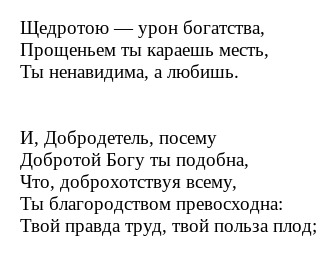 Щедротою — урон богатства,
Прощеньем ты караешь месть,
Ты ненавидима, а любишь.

И, Добродетель, посему
Добротой Богу ты подобна,
Что, доброхотствуя всему,
Ты благородством превосходна:
Твой правда труд, твой польза плод;